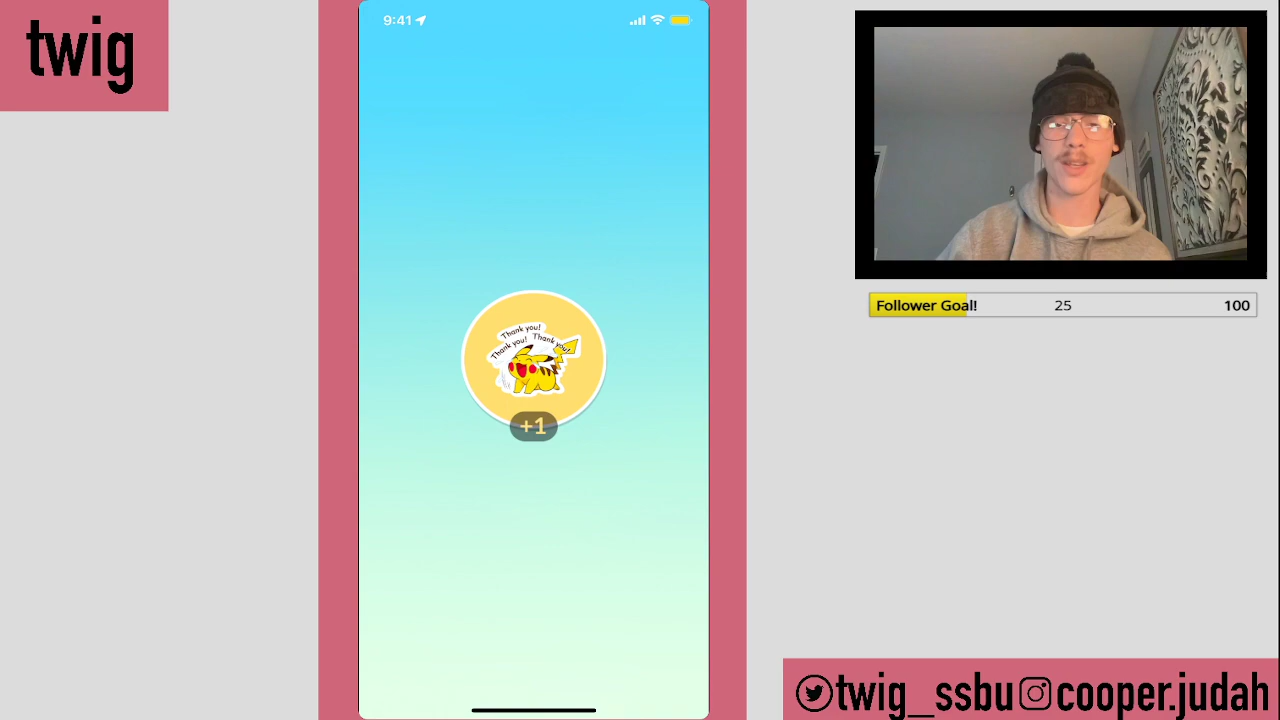 twig
9:41
Thank you!
Thank you! Thank you!
+1
Follower Goal! 25 100
twig_ssbu cooper.judah